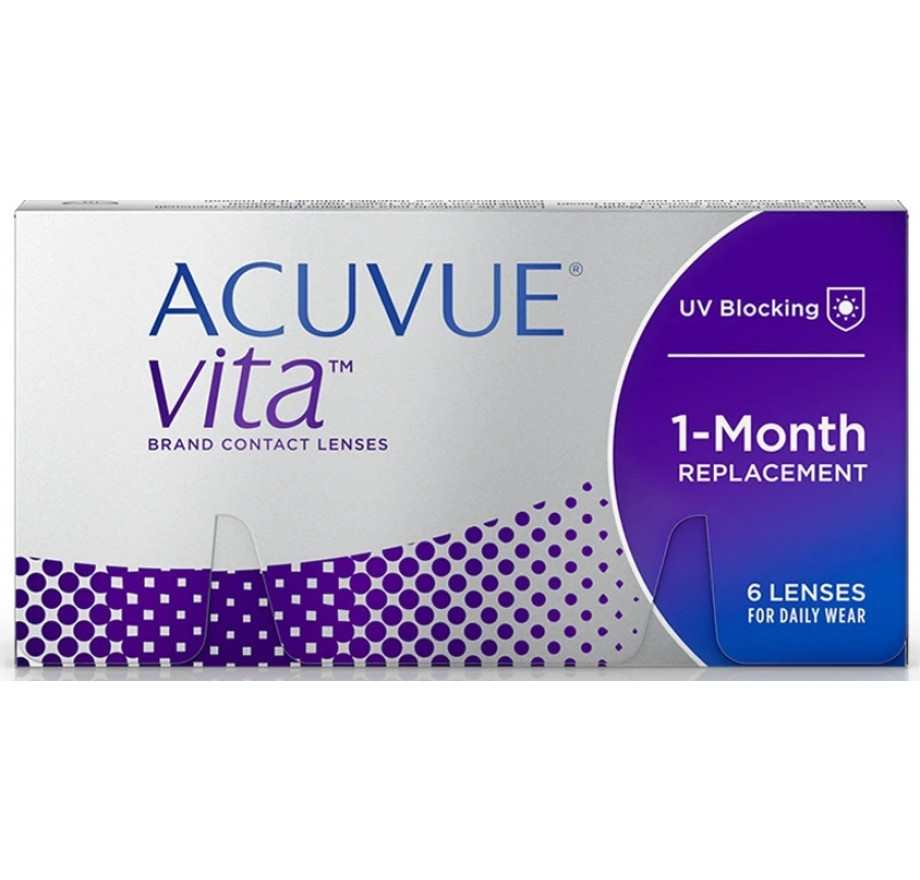 ACUVUE®
vita™
BRAND CONTACT LENSES
UV Blocking
1-Month
REPLACEMENT
6 LENSES
FOR DAILY WEAR